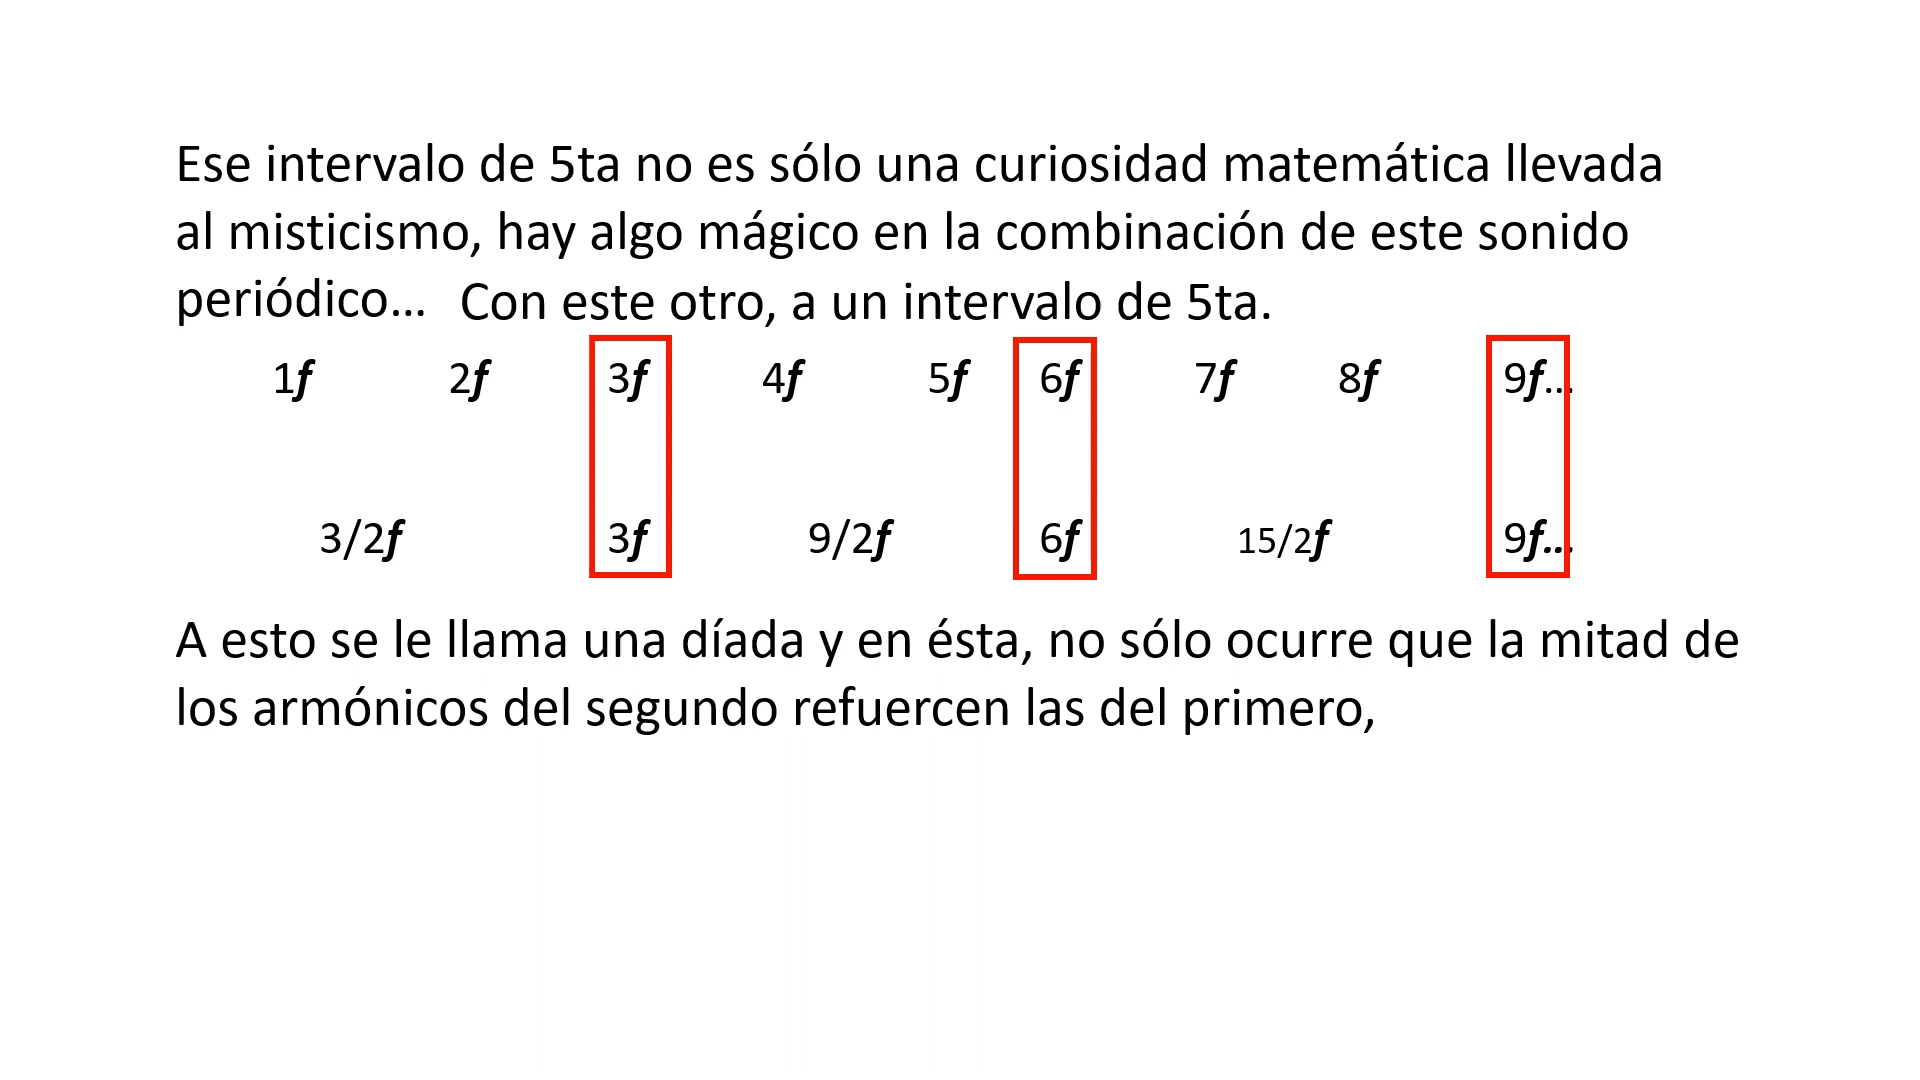 Ese intervalo de 5ta no es sólo una curiosidad matemática llevada
al misticismo, hay algo mágico en la combinación de este sonido
periódico... Con este otro, a un intervalo de 5ta.
1f 2f 3f 4f 5f 6f 7f 8f 9f...
3/2f 3f 9/2f 6f 15/2f 9f...
A esto se le llama una díada y en ésta, no sólo ocurre que la mitad de
los armónicos del segundo refuercen las del primero,